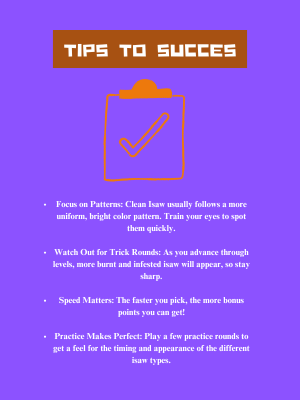 TIPS TO SUCCES
• Focus on Patterns: Clean Isaw usually follows a more
uniform, bright color pattern. Train your eyes to spot
them quickly.
• Watch Out for Trick Rounds: As you advance through
levels, more burnt and infested isaw will appear, so stay
sharp.
• Speed Matters: The faster you pick, the more bonus
points you can get!
• Practice Makes Perfect: Play a few practice rounds to
get a feel for the timing and appearance of the different
isaw types.